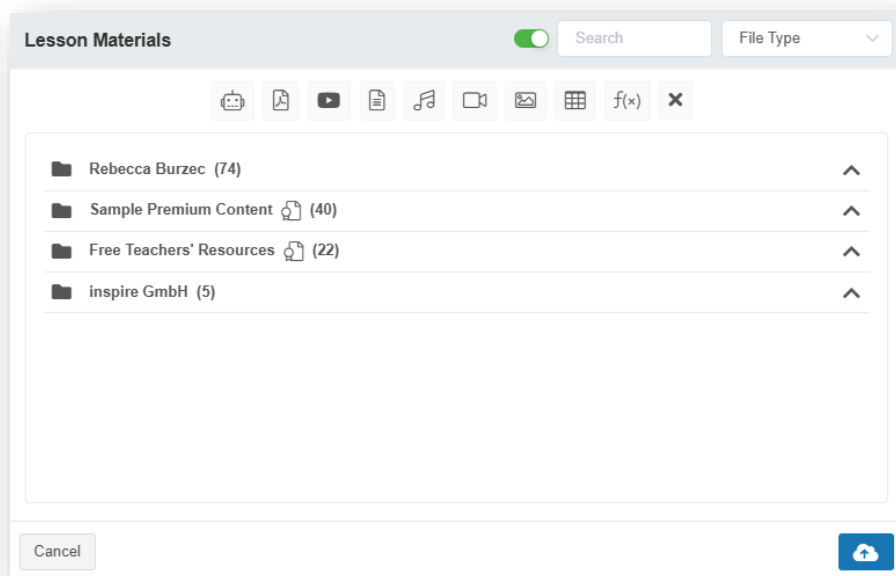 Lesson Materials
Search
File Type
f(x)
Rebecca Burzec (74)
Sample Premium Content (40)
Free Teachers' Resources (22)
inspire GmbH (5)
Cancel